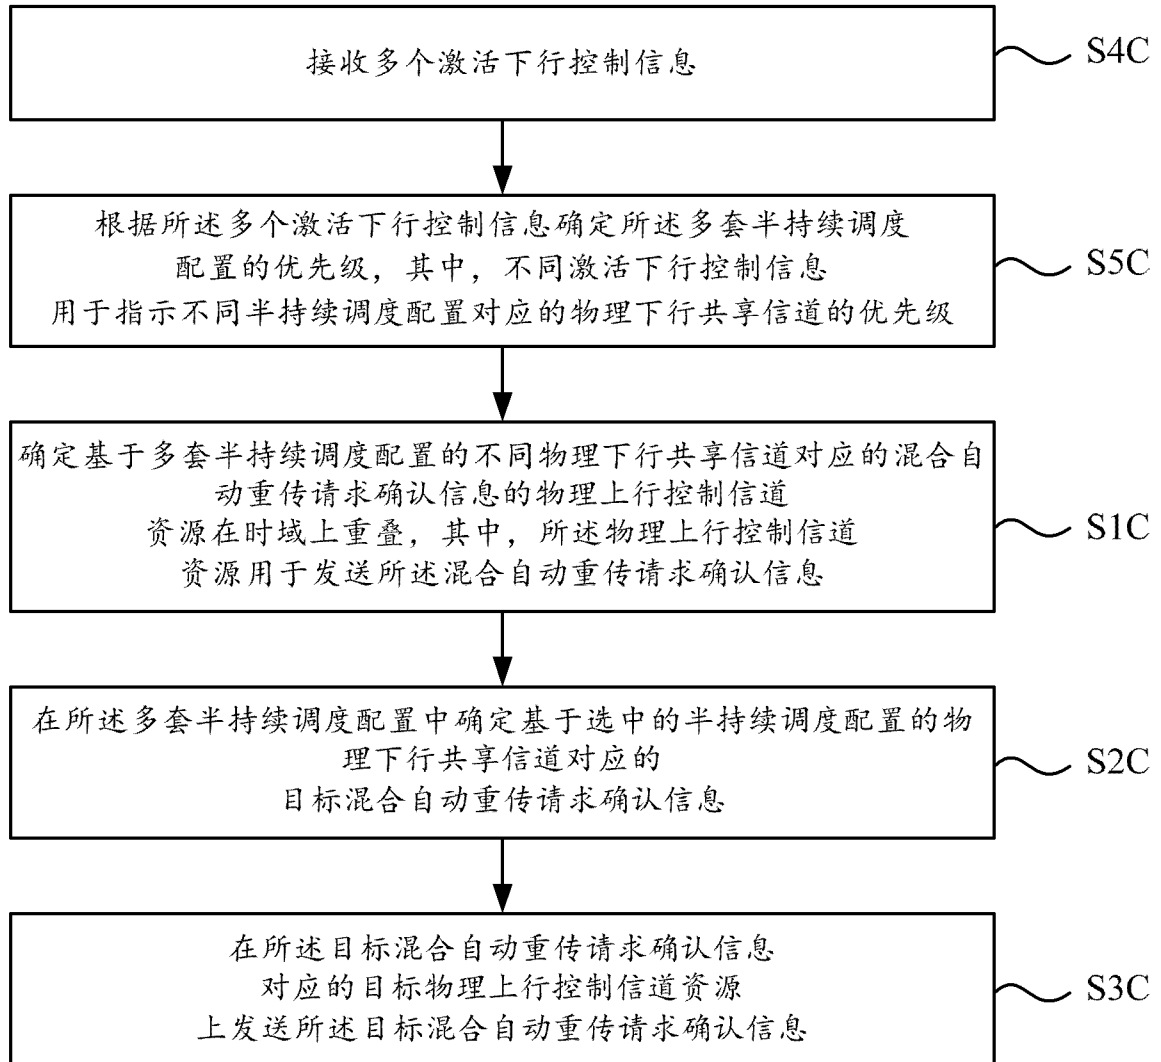 接收多个激活下行控制信息
S4C
根据所述多个激活下行控制信息确定所述多套半持续调度
配置的优先级，其中，不同激活下行控制信息
用于指示不同半持续调度配置对应的物理下行共享信道的优先级
S5C
确定基于多套半持续调度配置的不同物理下行共享信道对应的混合自
动重传请求确认信息的物理上行控制信道
资源在时域上重叠，其中，所述物理上行控制信道
资源用于发送所述混合自动重传请求确认信息
S1C
在所述多套半持续调度配置中确定基于选中的半持续调度配置的物
理下行共享信道对应的
目标混合自动重传请求确认信息
S2C
在所述目标混合自动重传请求确认信息
对应的目标物理上行控制信道资源
上发送所述目标混合自动重传请求确认信息
S3C